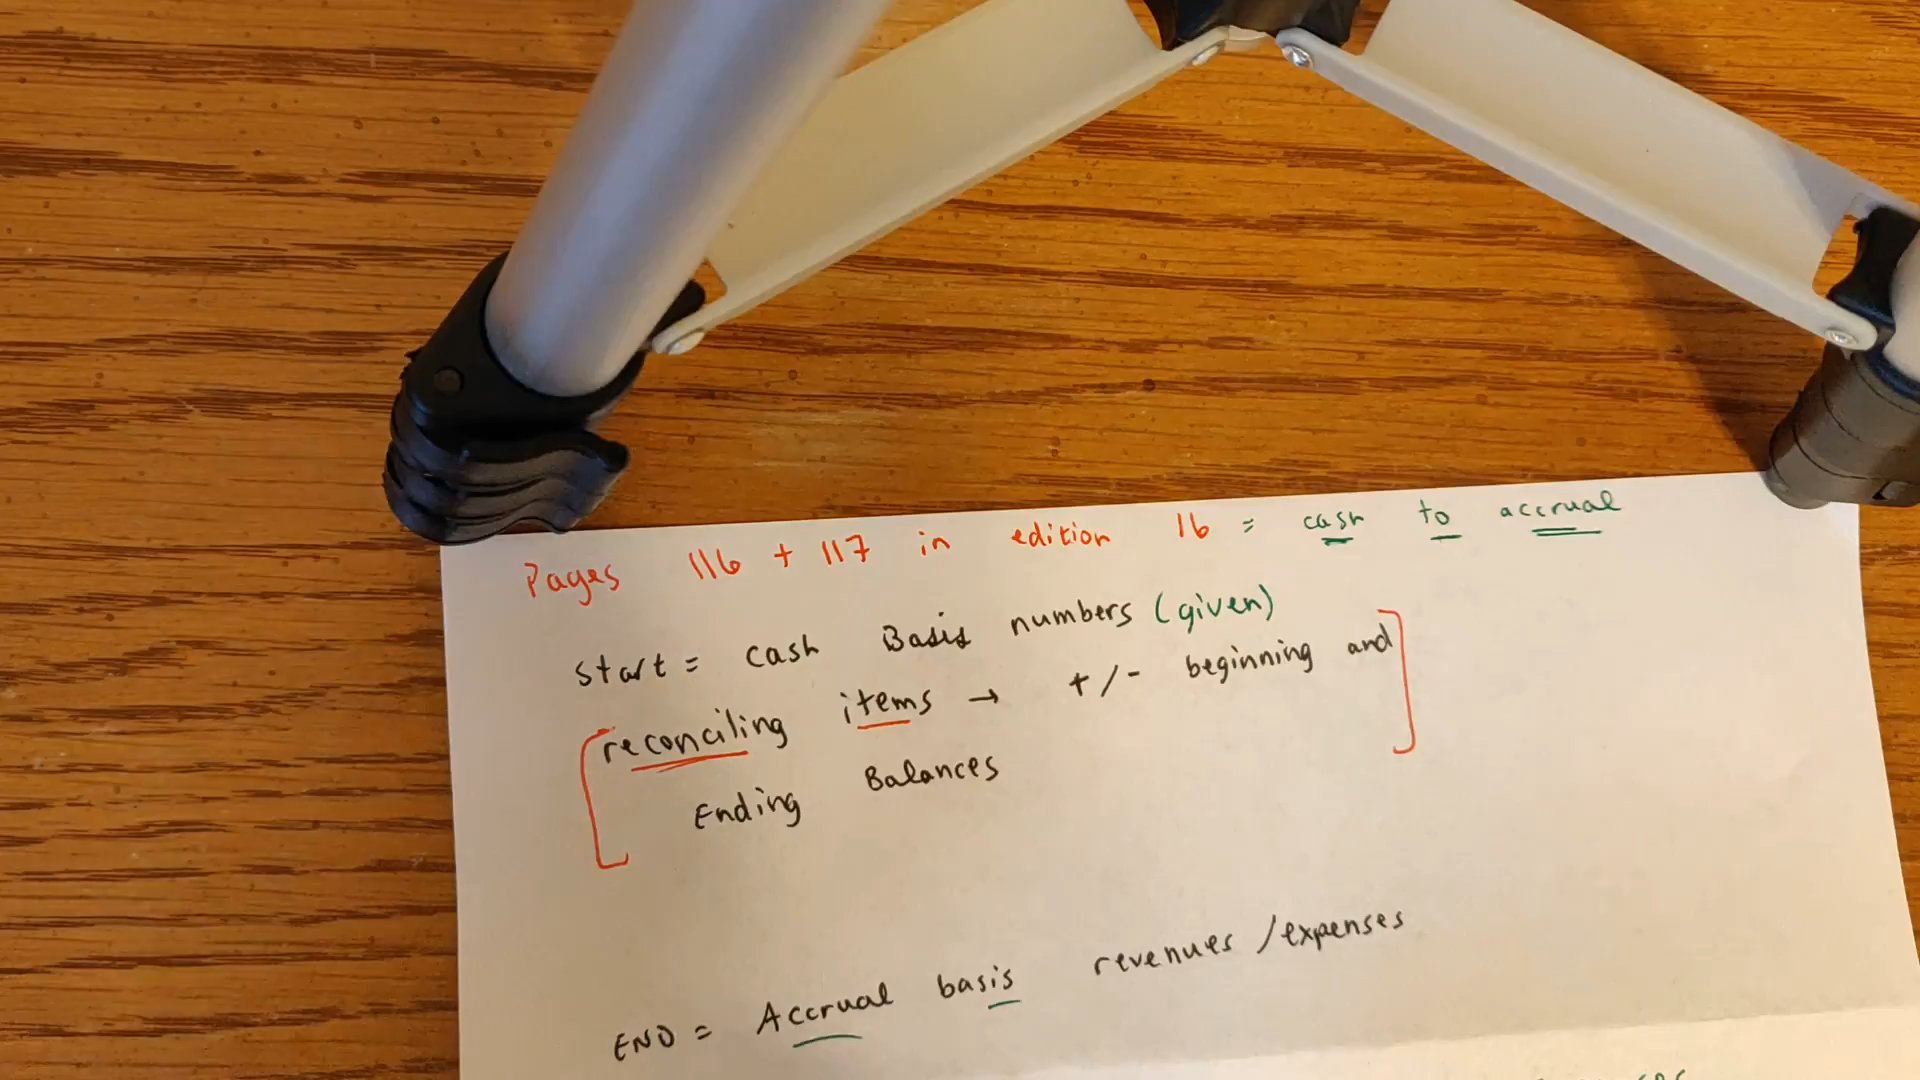 Pages 116 + 117 in edition 16 = cash to accrual
start = cash Basis numbers (given)
reconciling items → +/- beginning and
Ending Balances
END = Accrual basis revenues/expenses